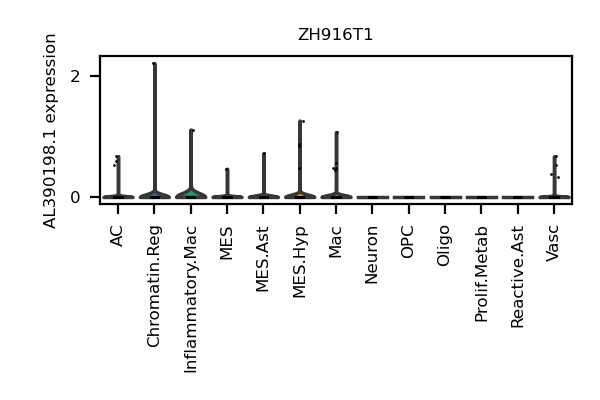 ZH916T1
AL390198.1 expression
2
0
AC
Chromatin.Reg
Inflammatory.Mac
MES
MES.Ast
MES.Hyp
Mac
Neuron
OPC
Oligo
Prolif.Metab
Reactive.Ast
Vasc